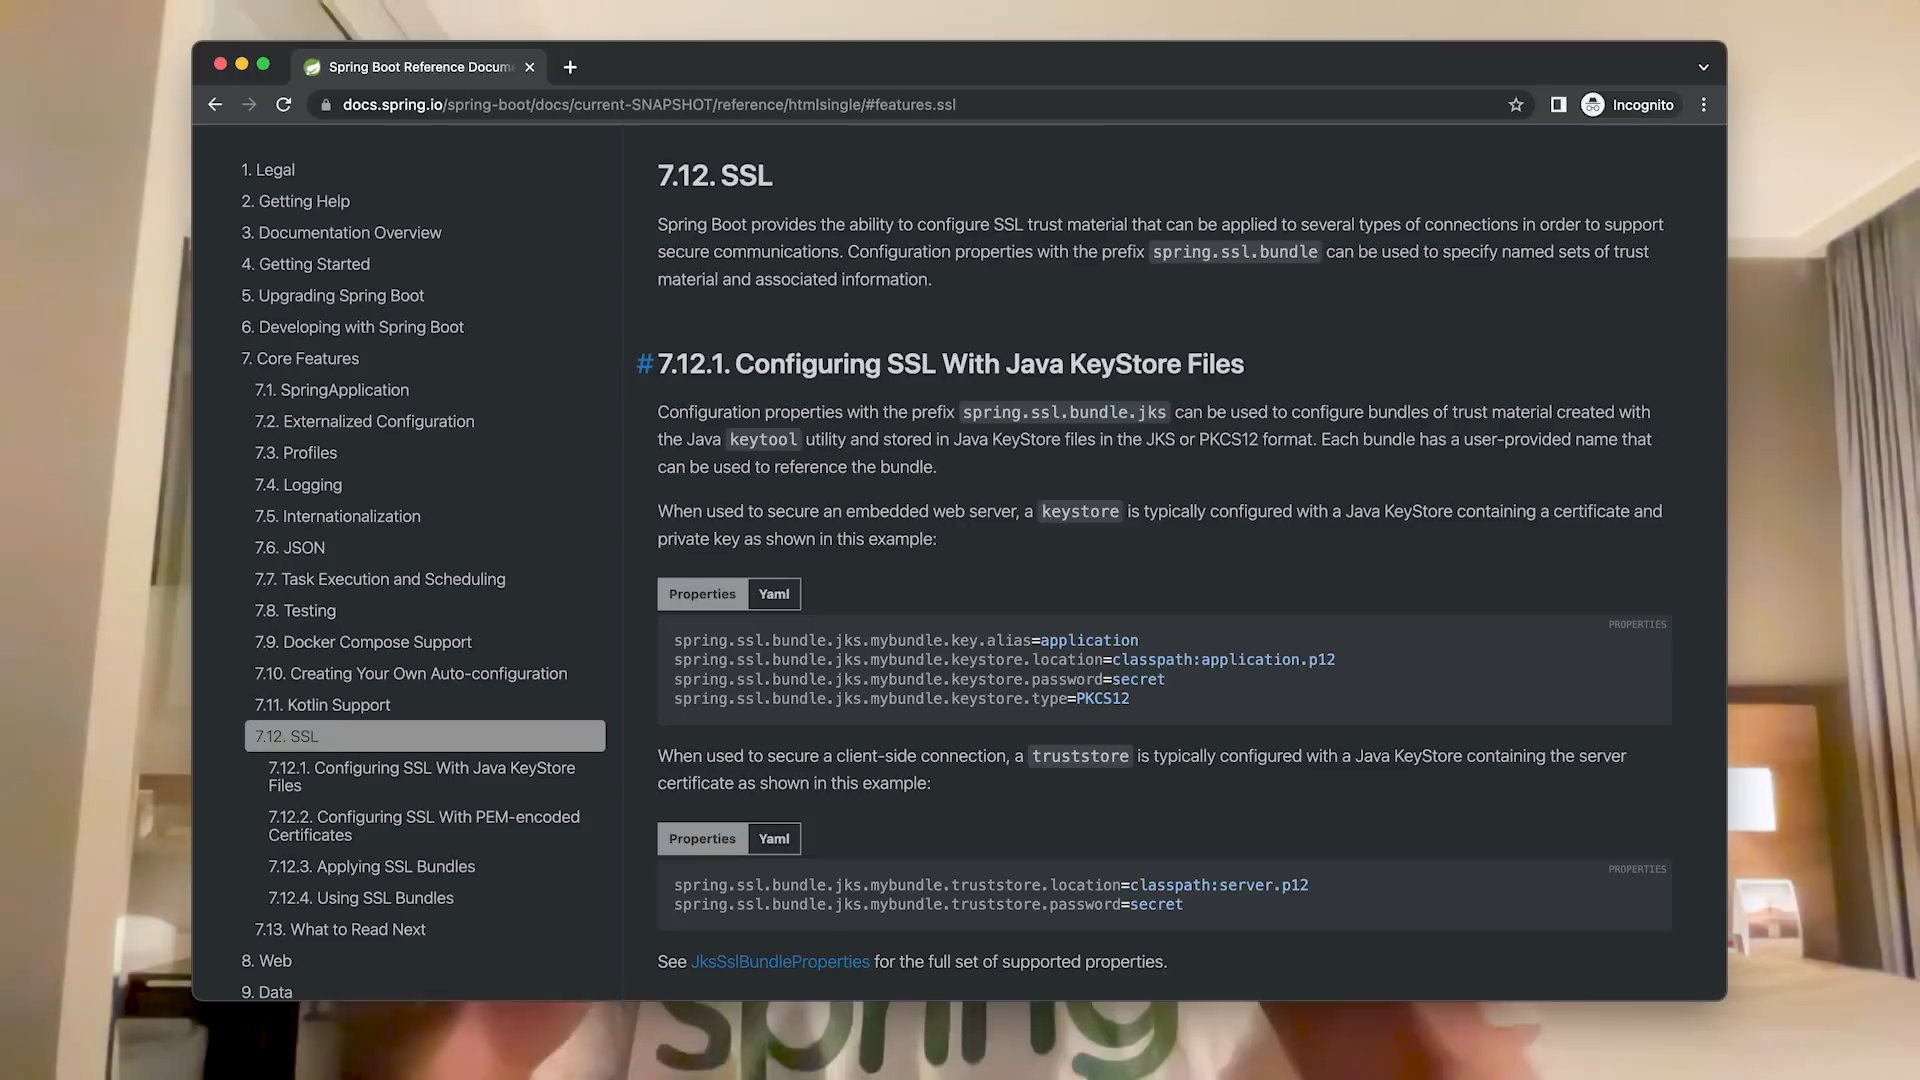 Spring Boot Reference Docum
docs.spring.io/spring-boot/docs/current-SNAPSHOT/reference/htmlsingle/#features.ssl
Incognito
1. Legal
2. Getting Help
3. Documentation Overview
4. Getting Started
5. Upgrading Spring Boot
6. Developing with Spring Boot
7. Core Features
7.1. SpringApplication
7.2. Externalized Configuration
7.3. Profiles
7.4. Logging
7.5. Internationalization
7.6. JSON
7.7. Task Execution and Scheduling
7.8. Testing
7.9. Docker Compose Support
7.10. Creating Your Own Auto-configuration
7.11. Kotlin Support
7.12. SSL
7.12.1. Configuring SSL With Java KeyStore
Files
7.12.2. Configuring SSL With PEM-encoded
Certificates
7.12.3. Applying SSL Bundles
7.12.4. Using SSL Bundles
7.13. What to Read Next
8. Web
9. Data
7.12. SSL
Spring Boot provides the ability to configure SSL trust material that can be applied to several types of connections in order to support
secure communications. Configuration properties with the prefix spring.ssl.bundle can be used to specify named sets of trust
material and associated information.
# 7.12.1. Configuring SSL With Java KeyStore Files
Configuration properties with the prefix spring.ssl.bundle.jks can be used to configure bundles of trust material created with
the Java keytool utility and stored in Java KeyStore files in the JKS or PKCS12 format. Each bundle has a user-provided name that
can be used to reference the bundle.
When used to secure an embedded web server, a keystore is typically configured with a Java KeyStore containing a certificate and
private key as shown in this example:
Properties Yaml
PROPERTIES
spring.ssl.bundle.jks.mybundle.key.alias=application
spring.ssl.bundle.jks.mybundle.keystore.location=classpath:application.p12
spring.ssl.bundle.jks.mybundle.keystore.password=secret
spring.ssl.bundle.jks.mybundle.keystore.type=PKCS12
When used to secure a client-side connection, a truststore is typically configured with a Java KeyStore containing the server
certificate as shown in this example:
Properties Yaml
PROPERTIES
spring.ssl.bundle.jks.mybundle.truststore.location=classpath:server.p12
spring.ssl.bundle.jks.mybundle.truststore.password=secret
See JksSslBundleProperties for the full set of supported properties.
spring